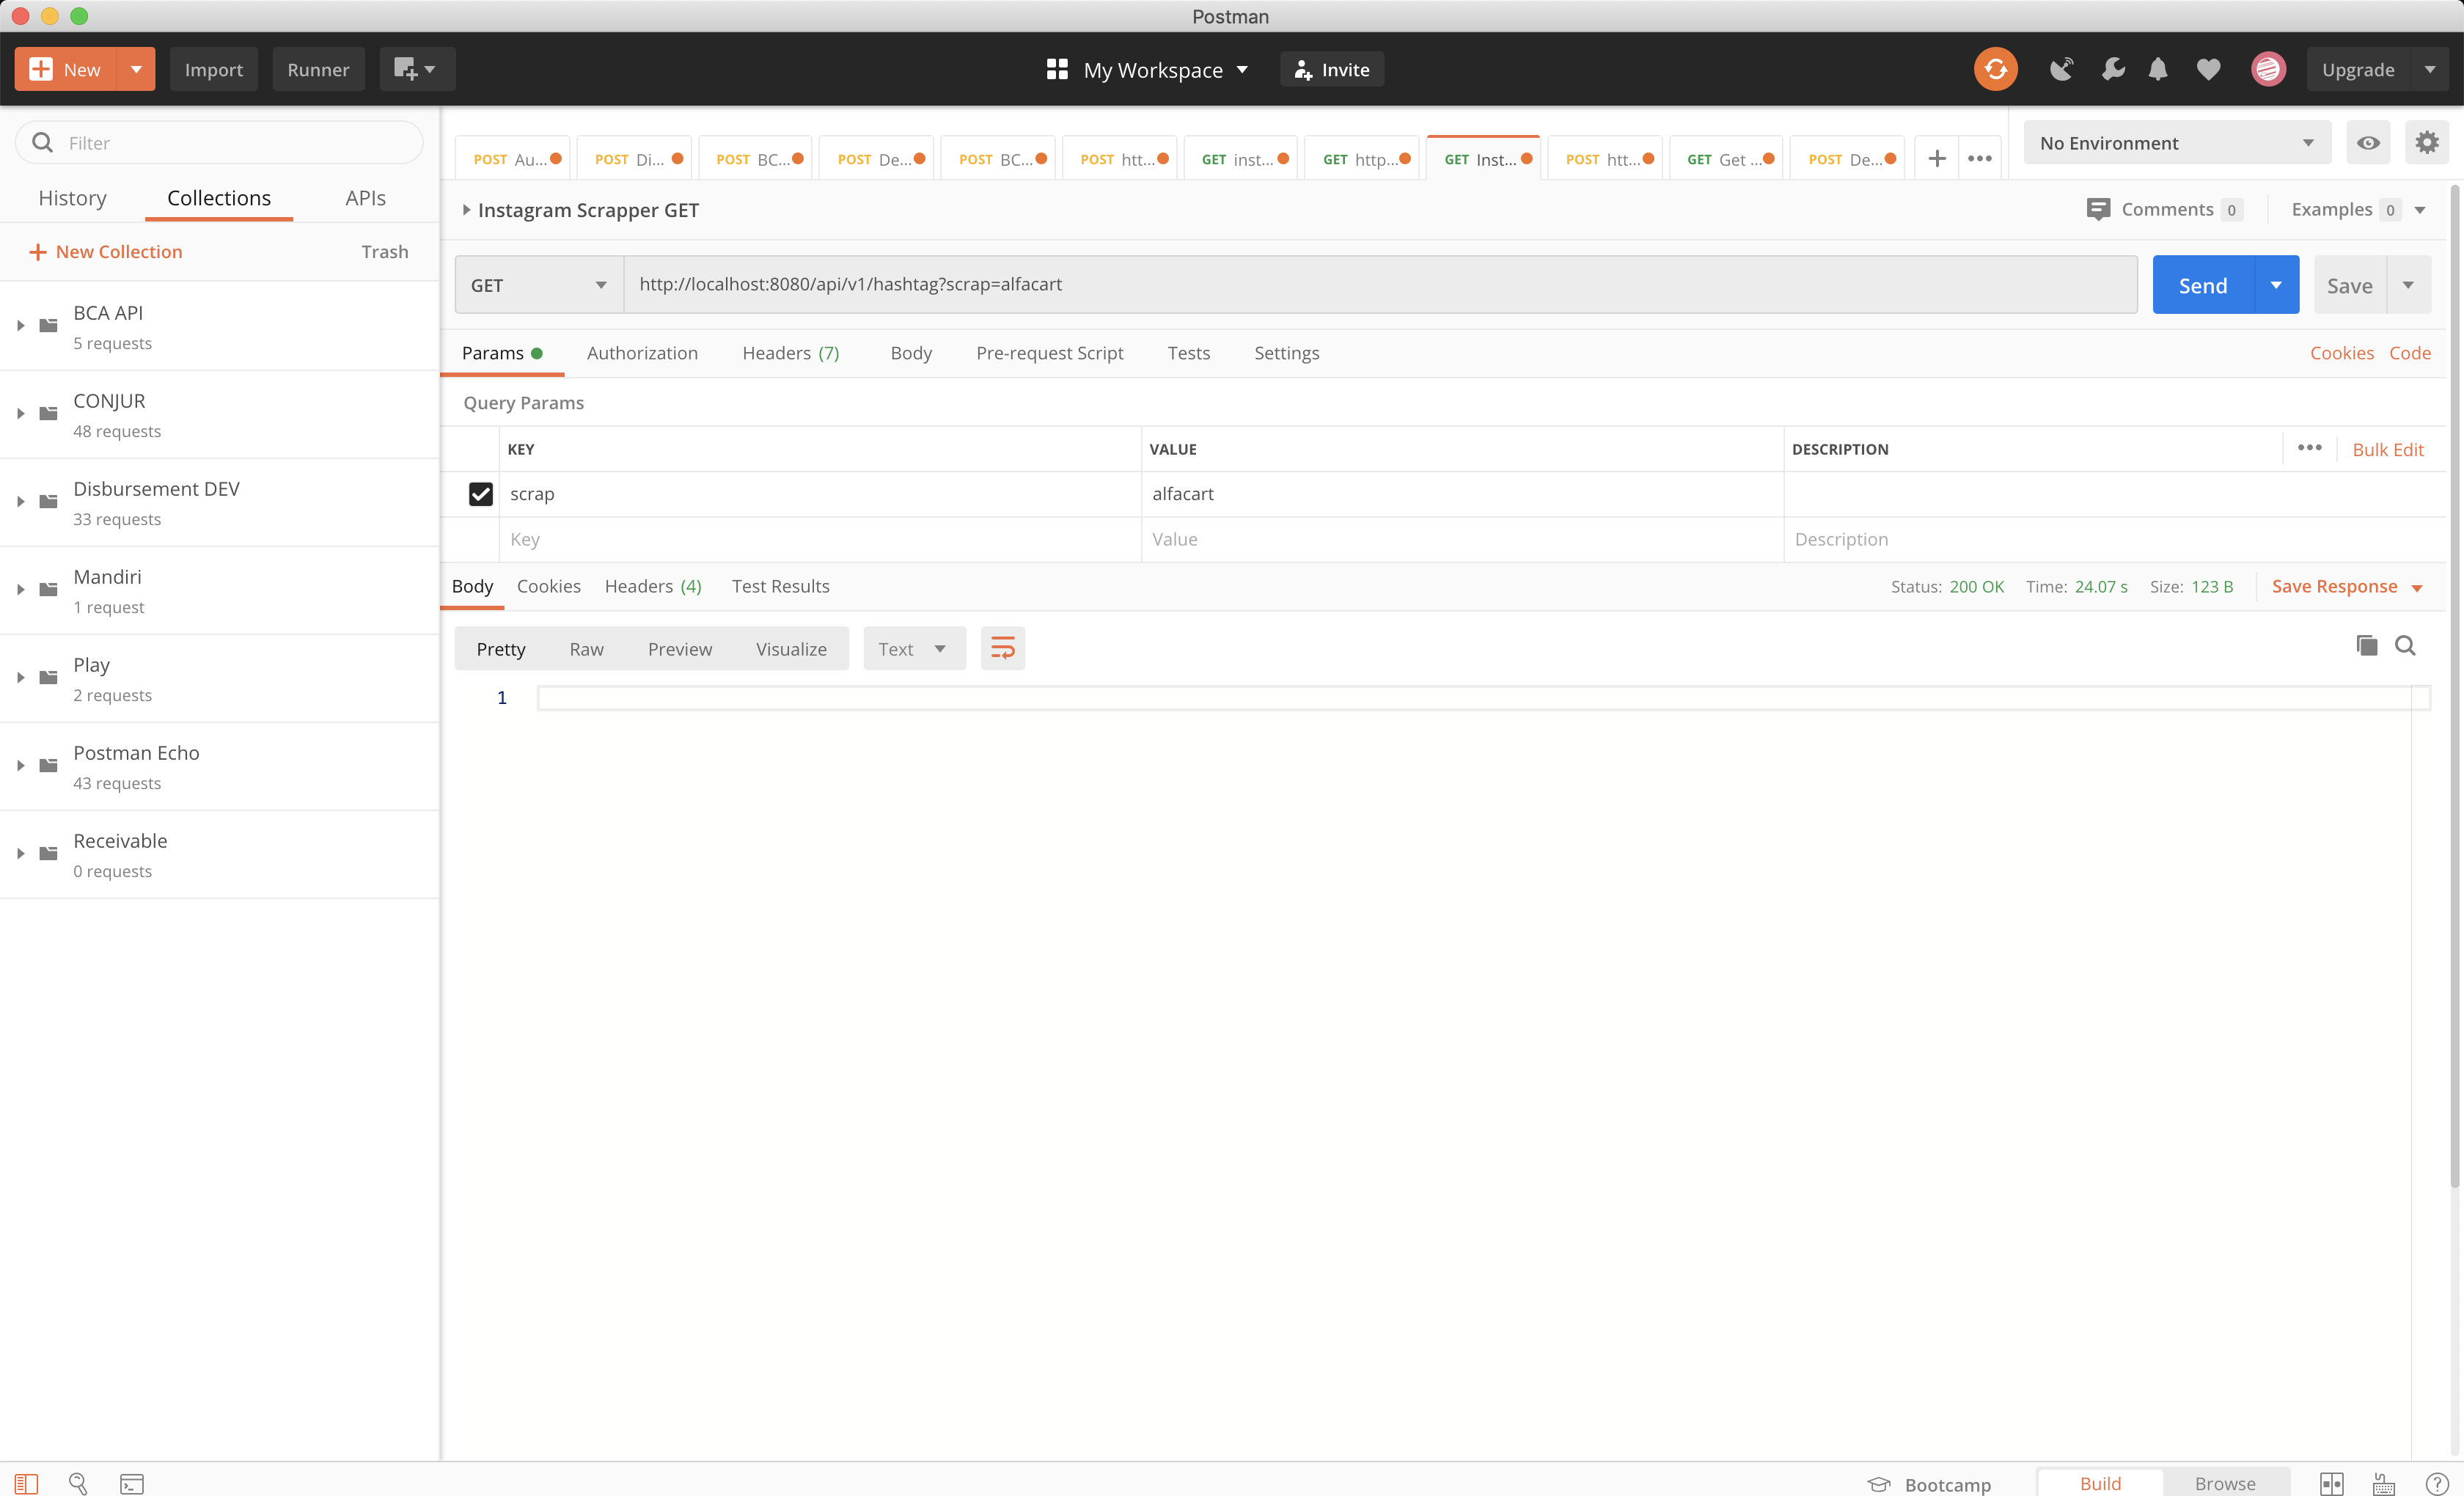 Postman
New
Import
Runner
My Workspace
Invite
Upgrade
Filter
History
Collections
APIs
New Collection
Trash
BCA API
5 requests
CONJUR
48 requests
Disbursement DEV
33 requests
Mandiri
1 request
Play
2 requests
Postman Echo
43 requests
Receivable
0 requests
POST Au...
POST Di...
POST BC...
POST De...
POST BC...
POST htt...
GET inst...
GET http...
GET Inst...
POST htt...
GET Get ...
POST De...
No Environment
Instagram Scrapper GET
Comments 0
Examples 0
GET
http://localhost:8080/api/v1/hashtag?scrap=alfacart
Send
Save
Params
Authorization
Headers (7)
Body
Pre-request Script
Tests
Settings
Cookies
Code
Query Params
KEY
VALUE
DESCRIPTION
Bulk Edit
scrap
alfacart
Key
Value
Description
Body
Cookies
Headers (4)
Test Results
Status: 200 OK
Time: 24.07 s
Size: 123 B
Save Response
Pretty
Raw
Preview
Visualize
Text
1
Bootcamp
Build
Browse